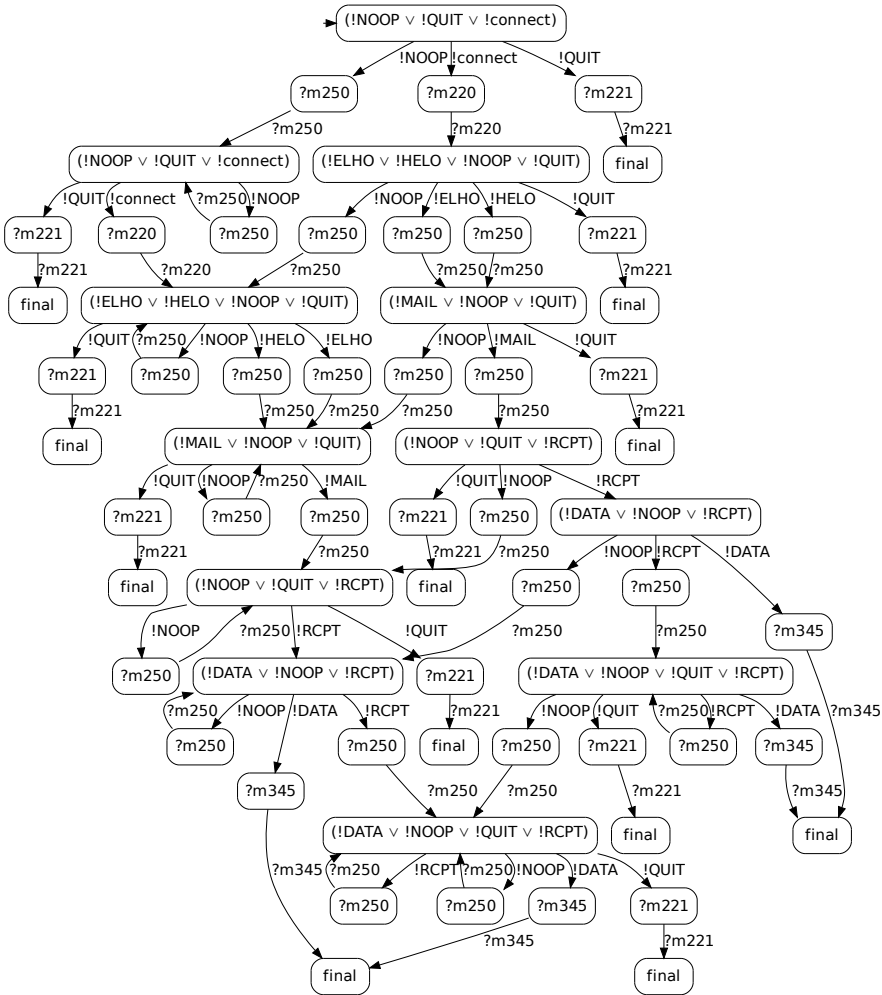 (!NOOP ∨ !QUIT ∨ !connect)
!NOOP !connect !QUIT
?m250 ?m220 ?m221
?m250 ?m220 ?m221
(!NOOP ∨ !QUIT ∨ !connect) (!ELHO ∨ !HELO ∨ !NOOP ∨ !QUIT) final
!QUIT !connect ?m250 !NOOP !NOOP !ELHO !HELO !QUIT
?m221 ?m220 ?m250 ?m250 ?m250 ?m250 ?m221
?m221 ?m220 ?m250 ?m250 ?m250 ?m221
final (!ELHO ∨ !HELO ∨ !NOOP ∨ !QUIT) (!MAIL ∨ !NOOP ∨ !QUIT) final
!QUIT ?m250 !NOOP !HELO !ELHO !NOOP !MAIL !QUIT
?m221 ?m250 ?m250 ?m250 ?m250 ?m250 ?m221
?m221 ?m250 ?m250 ?m250 ?m250 ?m221
final (!MAIL ∨ !NOOP ∨ !QUIT) (!NOOP ∨ !QUIT ∨ !RCPT) final
!QUIT !NOOP ?m250 !MAIL !QUIT !NOOP !RCPT
?m221 ?m250 ?m250 ?m221 ?m250 (!DATA ∨ !NOOP ∨ !RCPT)
?m221 ?m250 ?m221 ?m250 !NOOP !RCPT !DATA
final (!NOOP ∨ !QUIT ∨ !RCPT) final ?m250 ?m250
!NOOP ?m250 !RCPT !QUIT ?m250 ?m250 ?m345
?m250 (!DATA ∨ !NOOP ∨ !RCPT) ?m221 (!DATA ∨ !NOOP ∨ !QUIT ∨ !RCPT)
?m250 !NOOP !DATA !RCPT ?m221 !NOOP !QUIT ?m250 !RCPT !DATA ?m345
?m250 ?m250 final ?m250 ?m221 ?m250 ?m345
?m345 ?m250 ?m250 ?m221 ?m345
(!DATA ∨ !NOOP ∨ !QUIT ∨ !RCPT) final final
?m345 ?m250 !RCPT ?m250 !NOOP !DATA !QUIT
?m250 ?m250 ?m345 ?m221
?m345 ?m221
final final